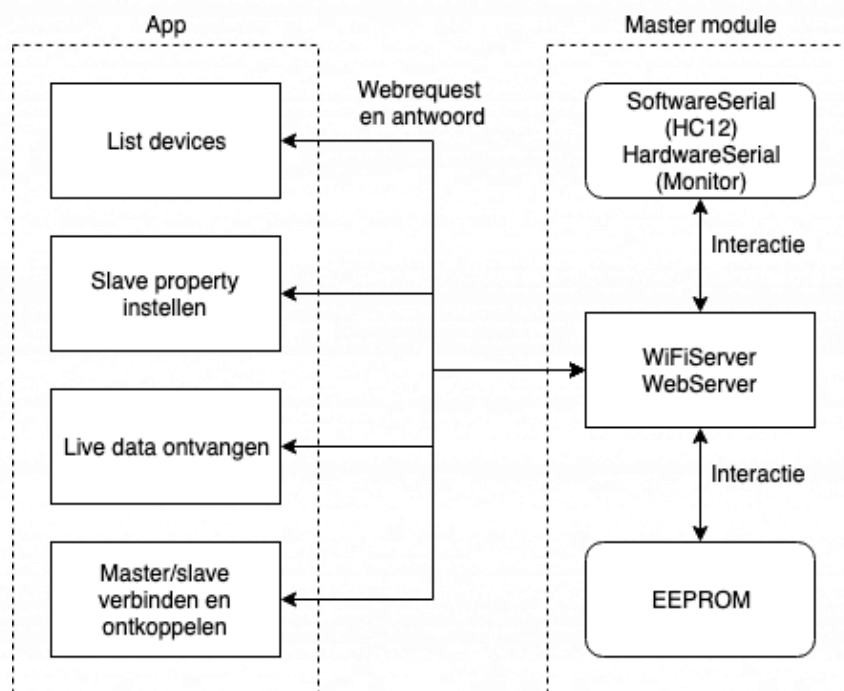 App
List devices
Slave property
instellen
Live data ontvangen
Master/slave
verbinden en
ontkoppelen
Webrequest
en antwoord
Master module
SoftwareSerial
(HC12)
HardwareSerial
(Monitor)
Interactie
WiFiServer
WebServer
Interactie
EEPROM